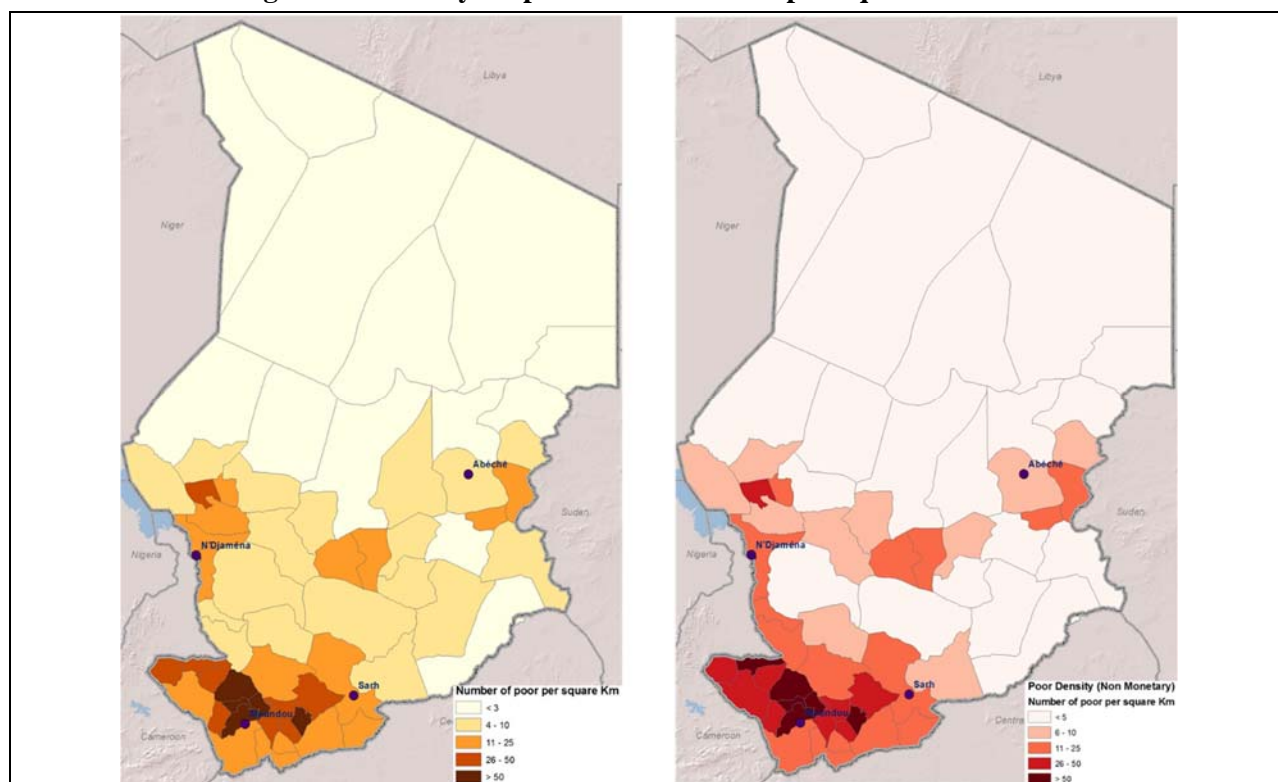 Libya
Niger
Abéché
Sudan
N'Djaména
Nigeria
Sarh
Moundou
Cameroon
Number of poor per square Km
< 3
4 - 10
11 - 25
26 - 50
> 50
Libya
Niger
Abéché
Sudan
N'Djaména
Nigeria
Sarh
Moundou
Cameroon
Central
Poor Density (Non Monetary)
Number of poor per square Km
< 5
6 - 10
11 - 25
26 - 50
> 50